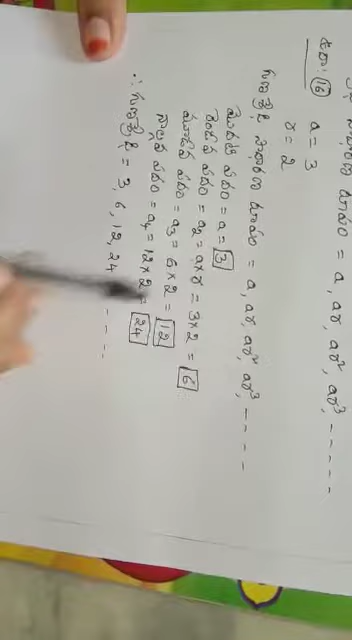 సాధారణ రూపం = a, ar, ar², ar³, ------
ఉదా: 16 a = 3
r = 2
గుణశ్రేఢి సాధారణ రూపం = a, ar, ar², ar³, ----
మొదటి పదం = a = 3
రెండవ పదం = a₂ = a×r = 3×2 = 6
మూడవ పదం = a₃ = 6×2 = 12
నాల్గవ పదం = a₄ = 12×2 = 24
∴ గుణశ్రేఢి = 3, 6, 12, 24 ----